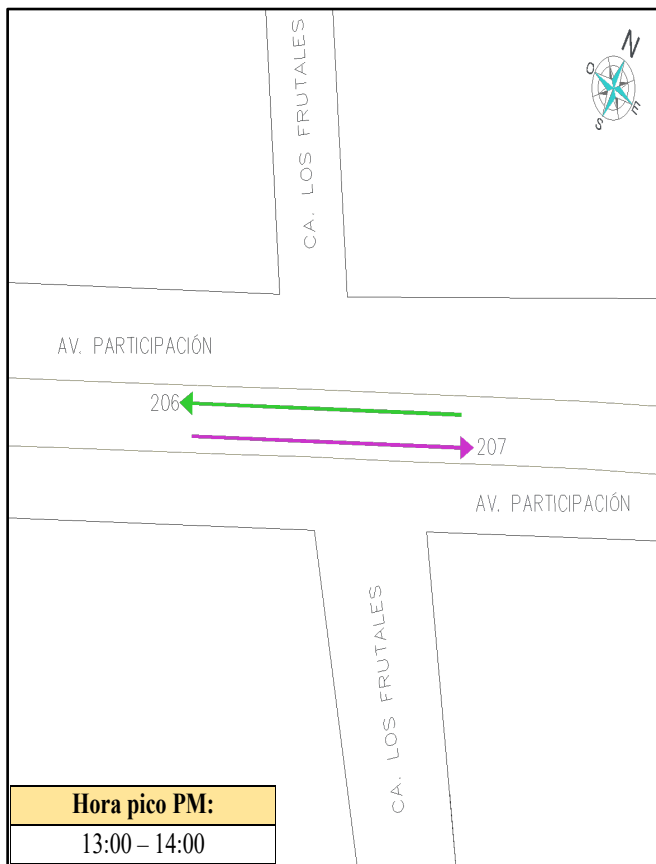 CA. LOS FRUTALES
N
O
E
S
AV. PARTICIPACIÓN
206
207
AV. PARTICIPACIÓN
CA. LOS FRUTALES
Hora pico PM:
13:00 – 14:00